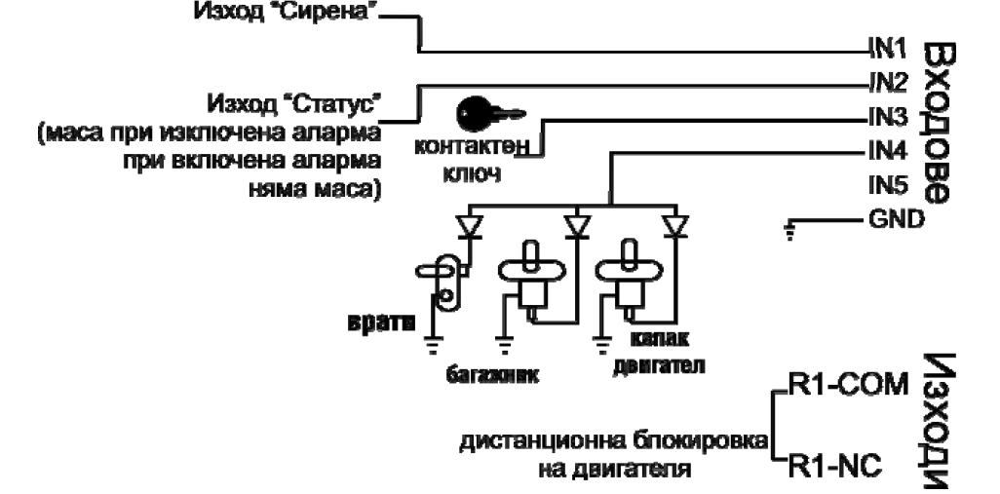 Изход "Сирена"
IN1
IN2
Изход "Статус"
(маса при изключена аларма
при включена аларма
няма маса)
контактен
ключ
IN3
IN4
IN5
GND
Входове
врати
багажник
капак
двигател
R1-COM
дистанционна блокировка
на двигателя
R1-NC
Изходи